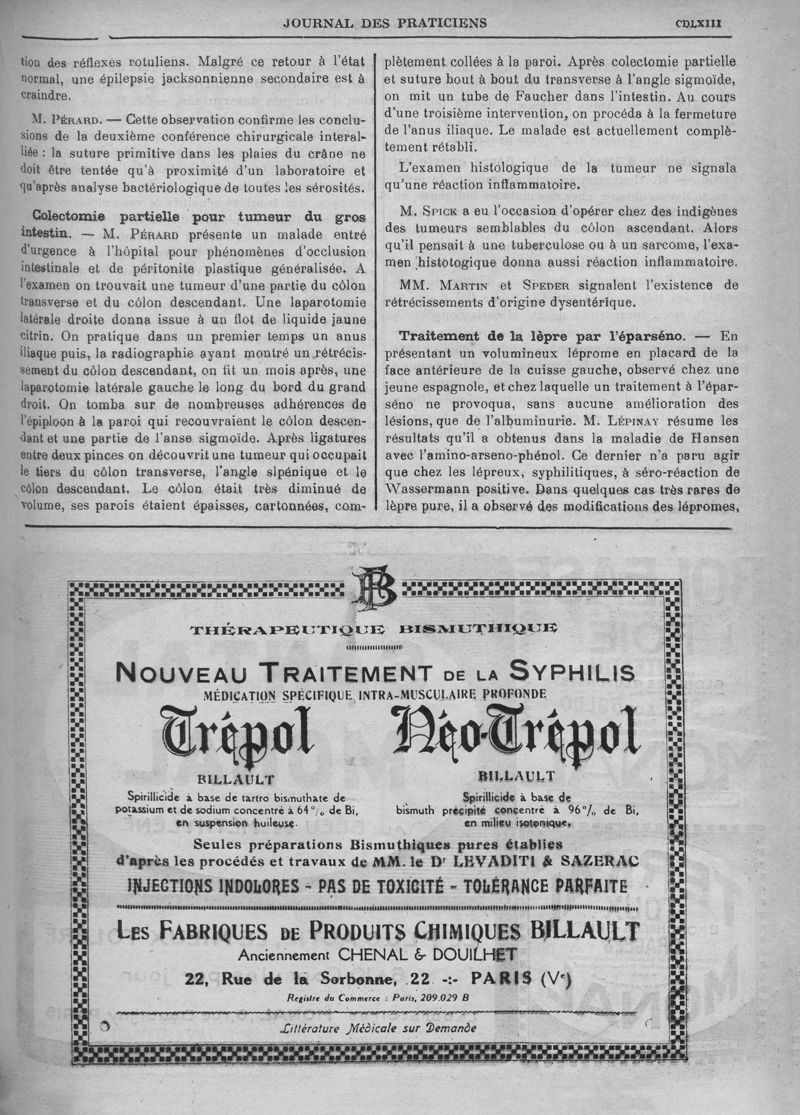 JOURNAL DES PRATICIENS
CDLXIII
tion des réflexes rotuliens. Malgré ce retour à l'état
normal, une épilepsie jacksonnienne secondaire est à
craindre.
M. PÉRARD. — Cette observation confirme les conclu-
sions de la deuxième conférence chirurgicale interal-
liée : la suture primitive dans les plaies du crâne ne
doit être tentée qu'à proximité d'un laboratoire et
qu'après analyse bactériologique de toutes les sérosités.
Colectomie partielle pour tumeur du gros
intestin. — M. PÉRARD présente un malade entré
d'urgence à l'hôpital pour phénomènes d'occlusion
intestinale et de péritonite plastique généralisée. A
l'examen on trouvait une tumeur d'une partie du côlon
transverse et du côlon descendant. Une laparotomie
latérale droite donna issue à un flot de liquide jaune
citrin. On pratique dans un premier temps un anus
iliaque puis, la radiographie ayant montré un rétrécis-
sement du côlon descendant, on fit un mois après, une
laparotomie latérale gauche le long du bord du grand
droit. On tomba sur de nombreuses adhérences de
l'épiploon à la paroi qui recouvraient le côlon descen-
dant et une partie de l'anse sigmoïde. Après ligatures
entre deux pinces on découvrit une tumeur qui occupait
le tiers du côlon transverse, l'angle slpénique et le
côlon descendant. Le côlon était très diminué de
volume, ses parois étaient épaisses, cartonnées, com-
plètement collées à la paroi. Après colectomie partielle
et suture bout à bout du transverse à l'angle sigmoïde,
on mit un tube de Faucher dans l'intestin. Au cours
d'une troisième intervention, on procéda à la fermeture
de l'anus iliaque. Le malade est actuellement complè-
tement rétabli.
L'examen histologique de la tumeur ne signala
qu'une réaction inflammatoire.
M. SPICK a eu l'occasion d'opérer chez des indigènes
des tumeurs semblables du côlon ascendant. Alors
qu'il pensait à une tuberculose ou à un sarcome, l'exa-
men histotogique donna aussi réaction inflammatoire.
MM. MARTIN et SPEDER signalent l'existence de
rétrécissements d'origine dysentérique.
Traitement de la lèpre par l'éparséno. — En
présentant un volumineux léprome en placard de la
face antérieure de la cuisse gauche, observé chez une
jeune espagnole, et chez laquelle un traitement à l'épar-
séno ne provoqua, sans aucune amélioration des
lésions, que de l'albuminurie. M. LÉPINAY résume les
résultats qu'il a obtenus dans la maladie de Hansen
avec l'amino-arseno-phénol. Ce dernier n'a paru agir
que chez les lépreux, syphilitiques, à séro-réaction de
Wassermann positive. Dans quelques cas très rares de
lèpre pure, il a observé des modifications des lépromes,
THÉRAPEUTIQUE BISMUTHIQUE
NOUVEAU TRAITEMENT DE LA SYPHILIS
MÉDICATION SPÉCIFIQUE INTRA-MUSCULAIRE PROFONDE
Trépol
BILLAULT
Spirillicide à base de tartro bismuthate de
potassium et de sodium concentré à 64 % de Bi,
en suspension huileuse.
Néo-Trépol
BILLAULT
Spirillicide à base de
bismuth précipité concentré à 96 % de Bi,
en milieu isotonique.
Seules préparations Bismuthiques pures établies
d'après les procédés et travaux de MM. le Dr LEVADITI & SAZERAC
INJECTIONS INDOLORES - PAS DE TOXICITÉ - TOLÉRANCE PARFAITE
LES FABRIQUES DE PRODUITS CHIMIQUES BILLAULT
Anciennement CHENAL & DOUILHET
22, Rue de la Sorbonne, 22 -:- PARIS (Ve)
Registre du Commerce : Paris, 209.029 B
Littérature Médicale sur Demande